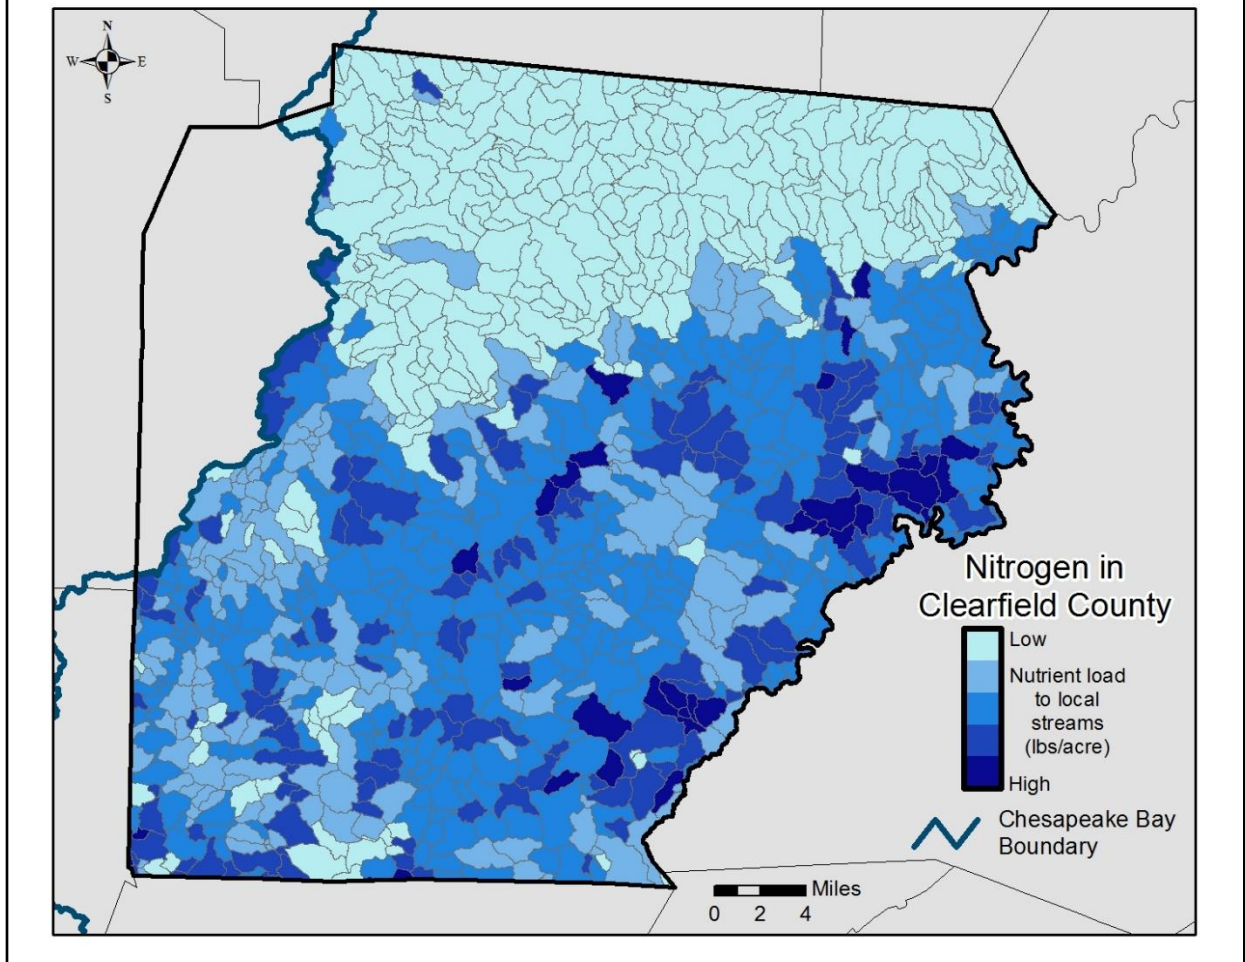 N
W E
S
Nitrogen in
Clearfield County
Low
Nutrient load
to local
streams
(lbs/acre)
High
Chesapeake Bay
Boundary
Miles
0 2 4